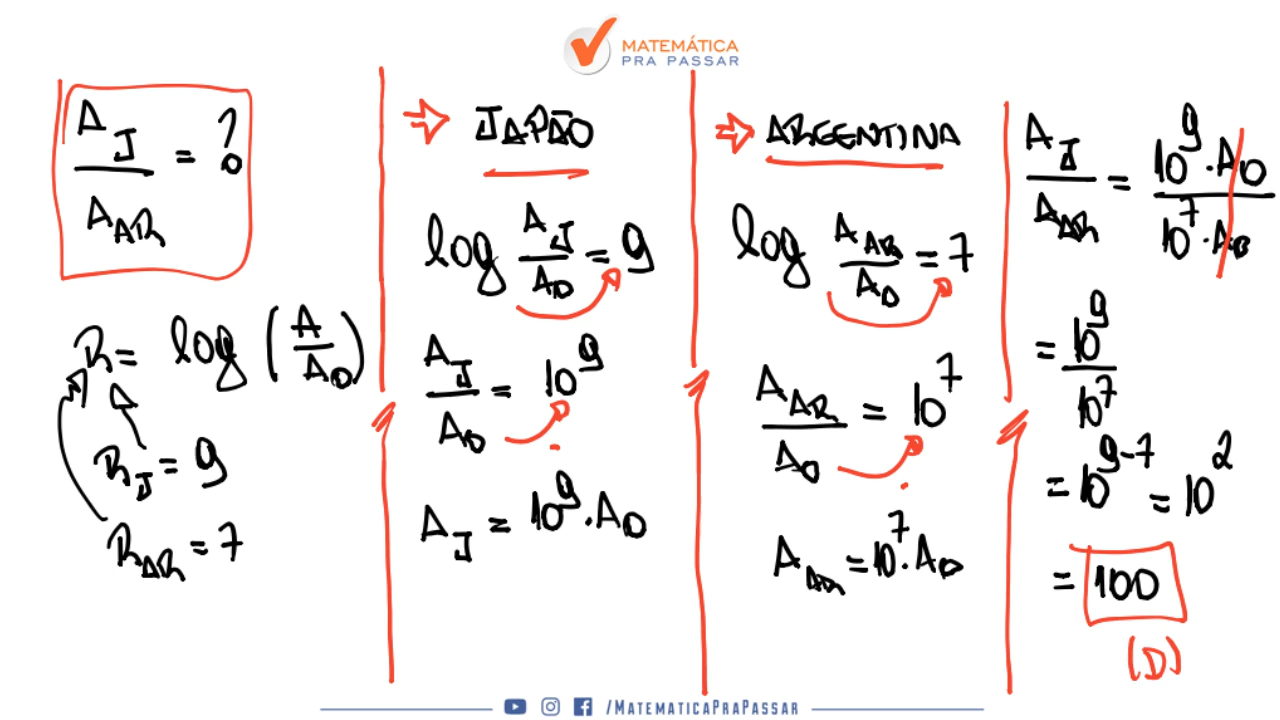 MATEMÁTICA
PRA PASSAR
A_J / A_AR = ?
R = log (A / A_0)
R_J = 9
R_AR = 7
⇒ JAPÃO
log A_J / A_0 = 9
A_J / A_0 = 10^9
A_J = 10^9 . A_0
⇒ ARGENTINA
log A_AR / A_0 = 7
A_AR / A_0 = 10^7
A_AR = 10^7 . A_0
A_J / A_AR = 10^9 . A_0 / 10^7 . A_0
= 10^9 / 10^7
= 10^9-7 = 10^2
= 100
(D)
/MATEMATICAPRAPASSAR